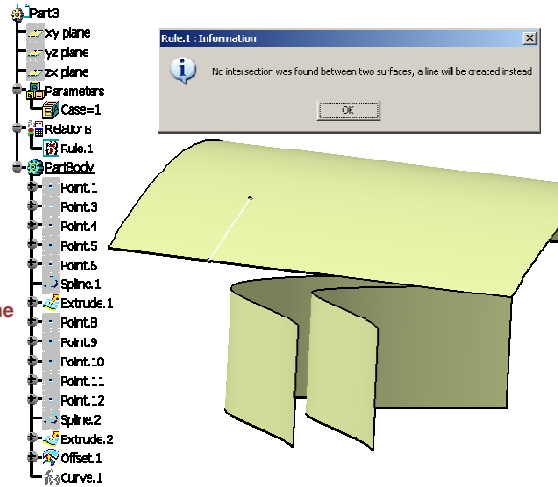 Part3
xy plane
yz plane
zx plane
Parameters
Case=1
Relations
Rule.1
PartBody
Point.1
Point.3
Point.4
Point.5
Point.6
Spline.1
Extrude.1
Point.8
Point.9
Point.10
Point.11
Point.12
Spline.2
Extrude.2
Offset.1
Curve.1
ne
Rule.1 : Information
No intersection was found between two surfaces, a line will be created instead
OK